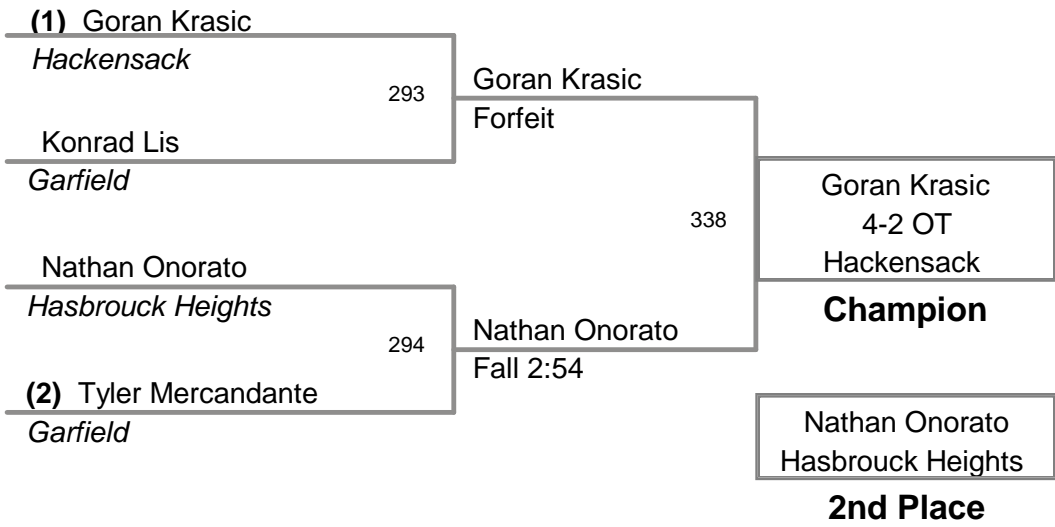 (1) Goran Krasic
Hackensack
293
Goran Krasic
Forfeit
Konrad Lis
Garfield
338
Goran Krasic
4-2 OT
Hackensack
Champion
Nathan Onorato
Hasbrouck Heights
294
Nathan Onorato
Fall 2:54
(2) Tyler Mercandante
Garfield
Nathan Onorato
Hasbrouck Heights
2nd Place